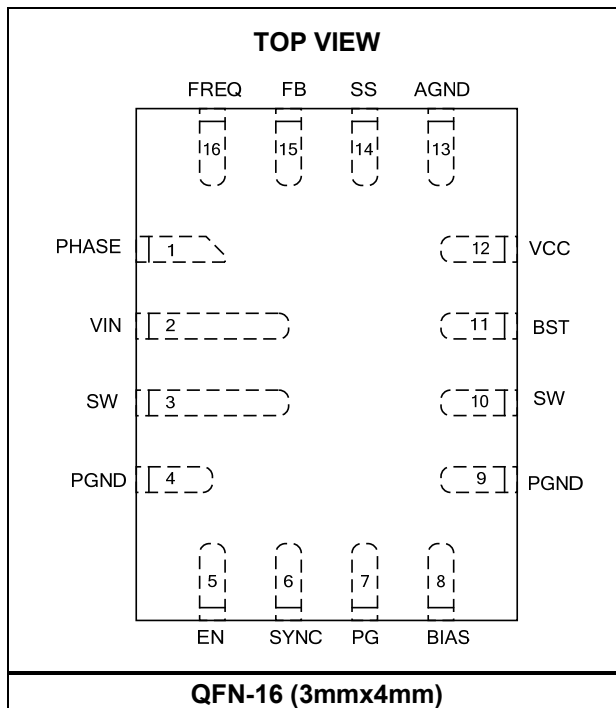 TOP VIEW
FREQ FB SS AGND
16 15 14 13
PHASE 1 12 VCC
VIN 2 11 BST
SW 3 10 SW
PGND 4 9 PGND
5 6 7 8
EN SYNC PG BIAS
QFN-16 (3mmx4mm)